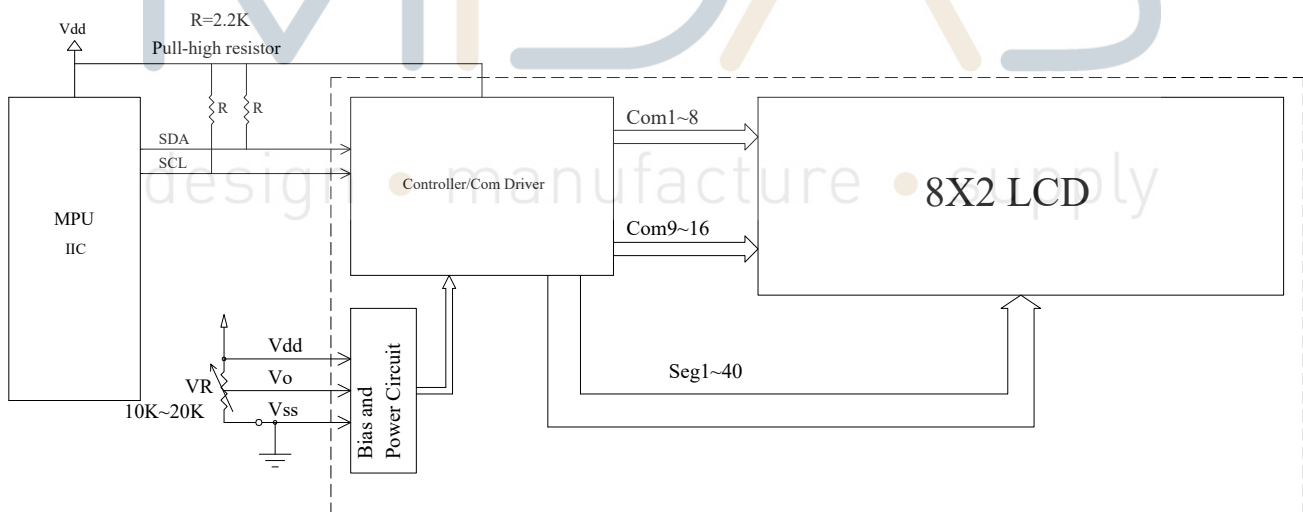 R=2.2K
Vdd
Pull-high resistor
R
R
SDA
SCL
MPU
IIC
Controller/Com Driver
Com1~8
Com9~16
8X2 LCD
design • manufacture • supply
Vdd
Vo
VR
10K~20K
Vss
Bias and
Power Circuit
Seg1~40